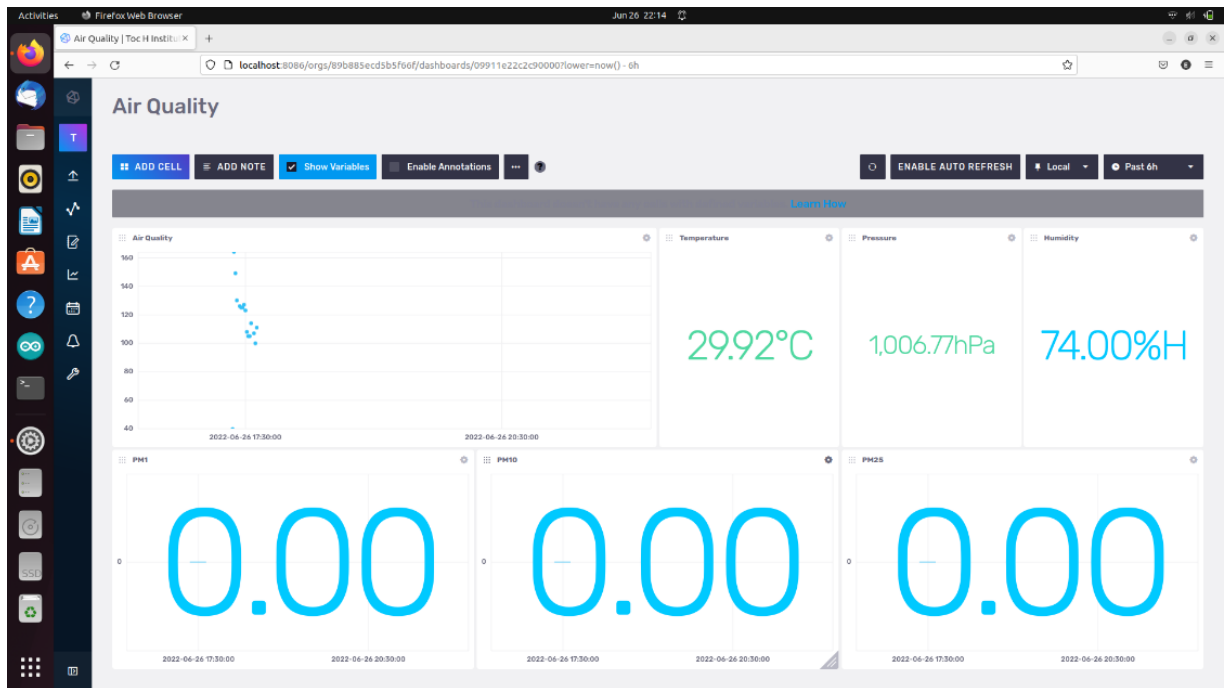 Activities Firefox Web Browser Jun 26 22:14
Air Quality | Toc H Institu × +
localhost:8086/orgs/89b885ecd5b5f66f/dashboards/09911e22c2c90000?lower=now() - 6h
Air Quality
T
ADD CELL ADD NOTE Show Variables Enable Annotations ... ? ENABLE AUTO REFRESH Local Past 6h
Learn How
Air Quality
160
140
120
100
80
60
40
2022-06-26 17:30:00 2022-06-26 20:30:00
Temperature
29.92°C
Pressure
1,006.77hPa
Humidity
74.00%H
PM1
0
0.00
2022-06-26 17:30:00 2022-06-26 20:30:00
PM10
0
0.00
2022-06-26 17:30:00 2022-06-26 20:30:00
PM25
0
0.00
2022-06-26 17:30:00 2022-06-26 20:30:00
SSD